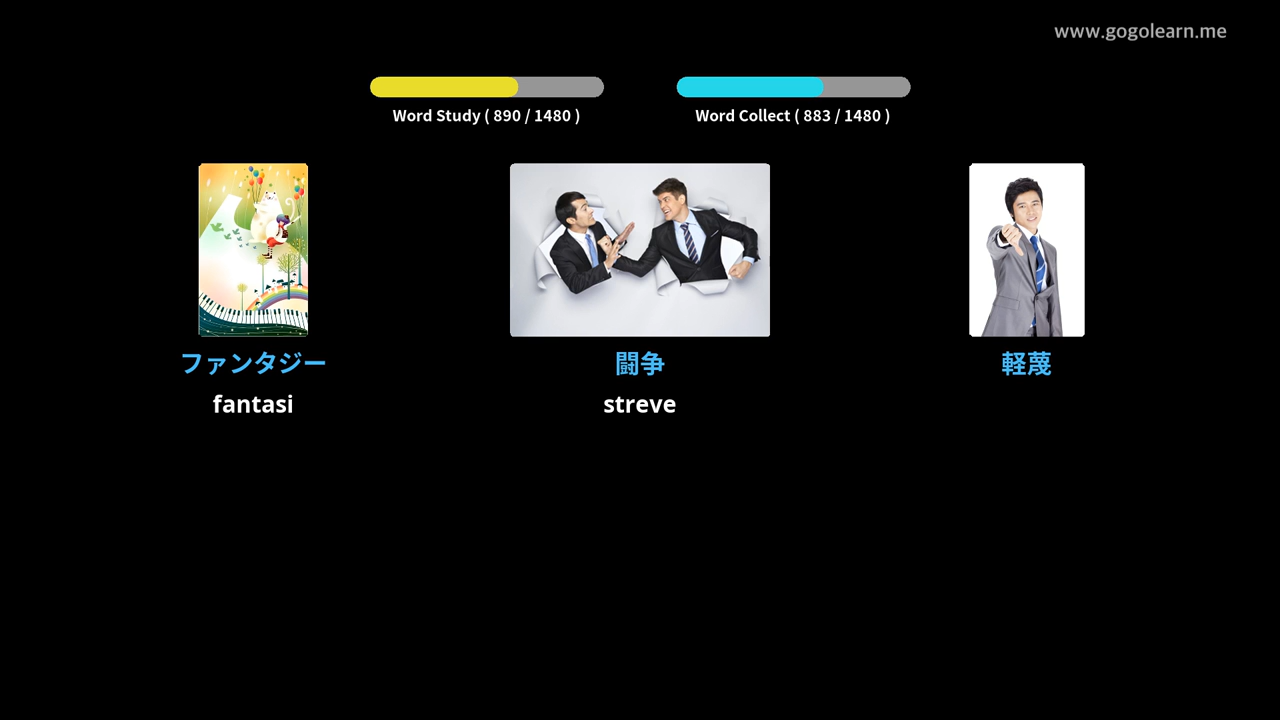 www.gogolearn.me
Word Study ( 890 / 1480 )
Word Collect ( 883 / 1480 )
ファンタジー
闘争
軽蔑
fantasi
streve